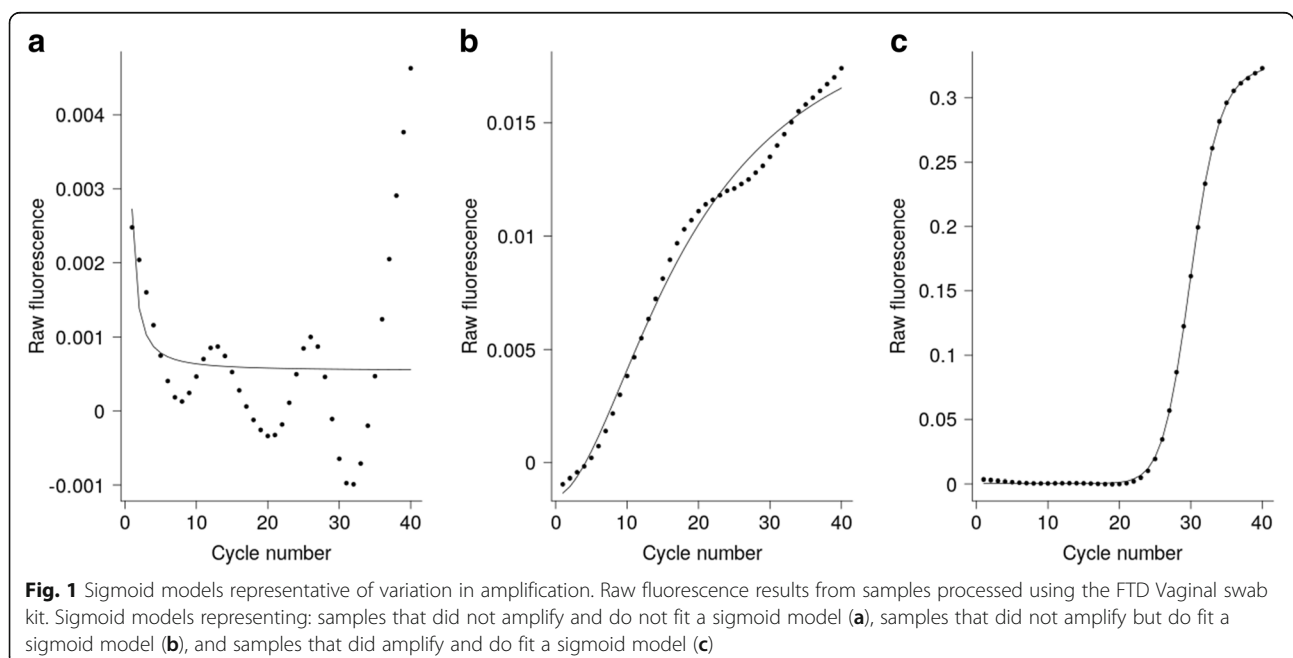 a
0.004
0.003
0.002
0.001
0
-0.001
Raw fluorescence
0 10 20 30 40
Cycle number
b
0.015
0.01
0.005
0
Raw fluorescence
0 10 20 30 40
Cycle number
c
0.3
0.25
0.2
0.15
0.1
0.05
0
Raw fluorescence
0 10 20 30 40
Cycle number
Fig. 1 Sigmoid models representative of variation in amplification. Raw fluorescence results from samples processed using the FTD Vaginal swab
kit. Sigmoid models representing: samples that did not amplify and do not fit a sigmoid model (a), samples that did not amplify but do fit a
sigmoid model (b), and samples that did amplify and do fit a sigmoid model (c)